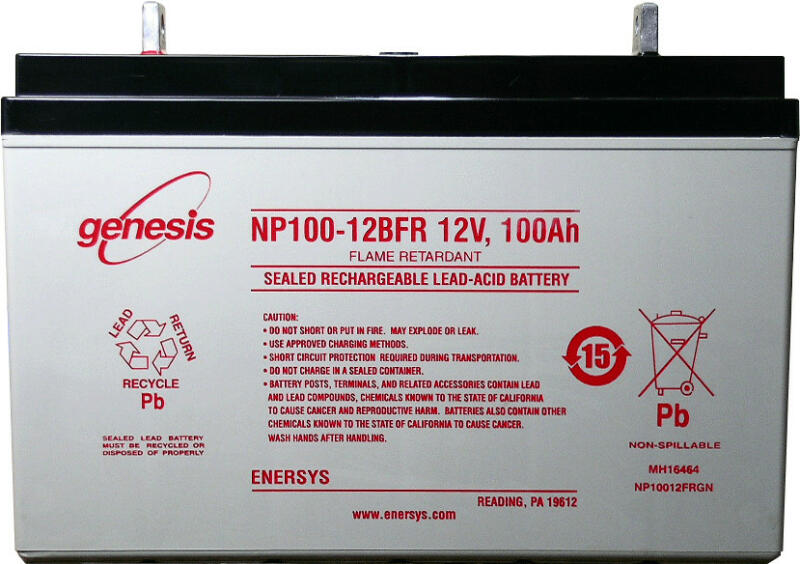 genesis
NP100-12BFR 12V, 100Ah
FLAME RETARDANT
SEALED RECHARGEABLE LEAD-ACID BATTERY
LEAD
RETURN
RECYCLE
Pb
SEALED LEAD BATTERY
MUST BE RECYCLED OR
DISPOSED OF PROPERLY
CAUTION:
• DO NOT SHORT OR PUT IN FIRE. MAY EXPLODE OR LEAK.
• USE APPROVED CHARGING METHODS.
• SHORT CIRCUIT PROTECTION REQUIRED DURING TRANSPORTATION.
• DO NOT CHARGE IN A SEALED CONTAINER.
• BATTERY POSTS, TERMINALS, AND RELATED ACCESSORIES CONTAIN LEAD
AND LEAD COMPOUNDS, CHEMICALS KNOWN TO THE STATE OF CALIFORNIA
TO CAUSE CANCER AND REPRODUCTIVE HARM. BATTERIES ALSO CONTAIN OTHER
CHEMICALS KNOWN TO THE STATE OF CALIFORNIA TO CAUSE CANCER.
WASH HANDS AFTER HANDLING.
15
Pb
NON-SPILLABLE
MH16464
NP10012FRGN
ENERSYS
READING, PA 19612
www.enersys.com